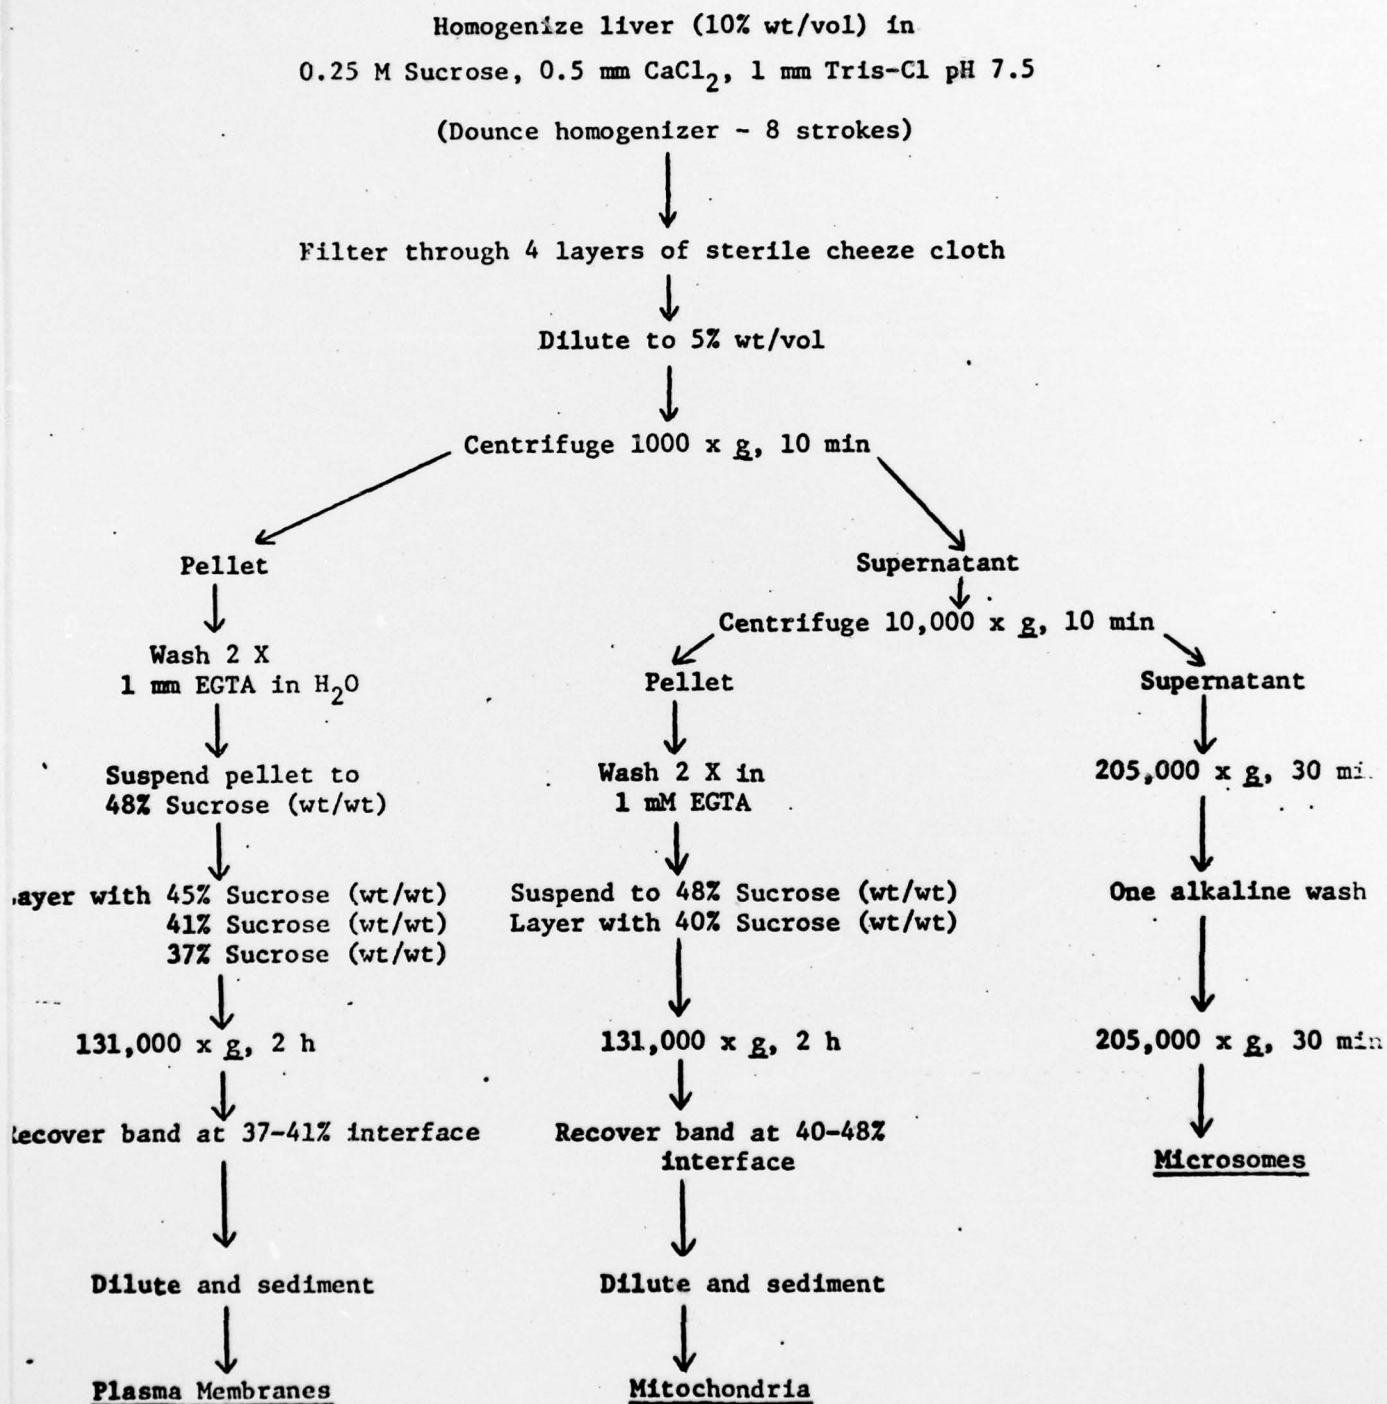 Homogenize liver (10% wt/vol) in
0.25 M Sucrose, 0.5 mm CaCl2, 1 mm Tris-Cl pH 7.5
(Dounce homogenizer - 8 strokes)
Filter through 4 layers of sterile cheeze cloth
Dilute to 5% wt/vol
Centrifuge 1000 x g, 10 min
Pellet
Wash 2 X
1 mm EGTA in H2O
Suspend pellet to
48% Sucrose (wt/wt)
with 45% Sucrose (wt/wt)
41% Sucrose (wt/wt)
37% Sucrose (wt/wt)
131,000 x g, 2 h
band at 37-41% interface
Dilute and sediment
Plasma Membranes
Supernatant
Centrifuge 10,000 x g, 10 min
Pellet
Wash 2 X in
1 mM EGTA
Suspend to 48% Sucrose (wt/wt)
Layer with 40% Sucrose (wt/wt)
131,000 x g, 2 h
Recover band at 40-48%
interface
Dilute and sediment
Mitochondria
Supernatant
205,000 x g, 30
One alkaline wash
205,000 x g, 30 min
Microsomes